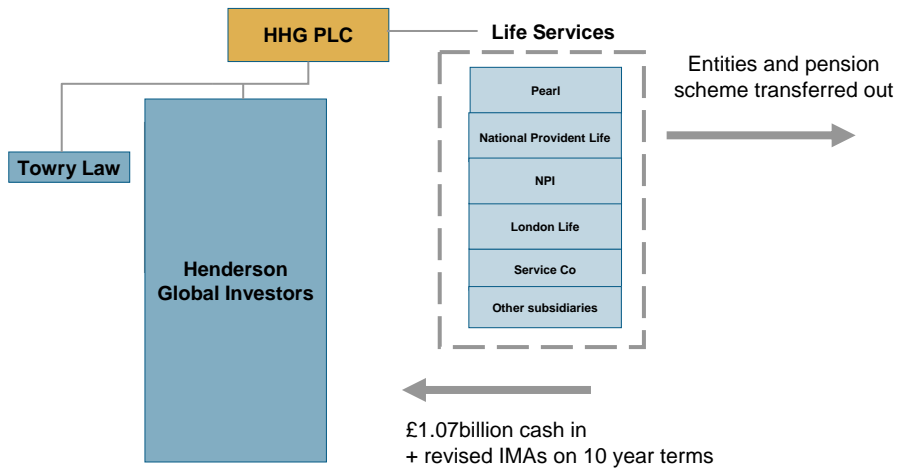 HHG PLC
Life Services
Entities and pension
scheme transferred out
Pearl
National Provident Life
NPI
London Life
Service Co
Other subsidiaries
Towry Law
Henderson
Global Investors
£1.07billion cash in
+ revised IMAs on 10 year terms